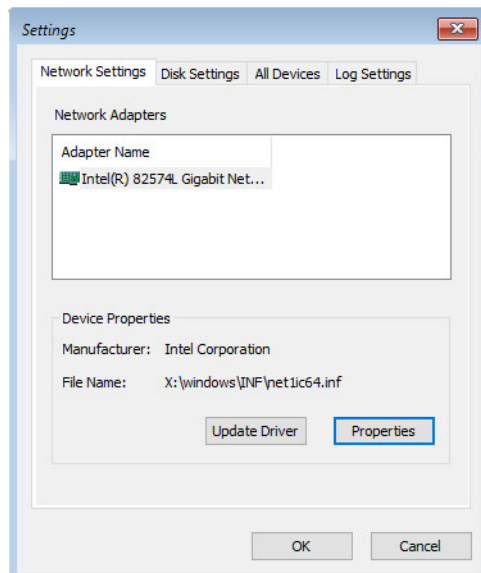 Settings
Network Settings Disk Settings All Devices Log Settings
Network Adapters
Adapter Name
Intel(R) 82574L Gigabit Net...
Device Properties
Manufacturer: Intel Corporation
File Name: X:\windows\INF\net1ic64.inf
Update Driver Properties
OK Cancel